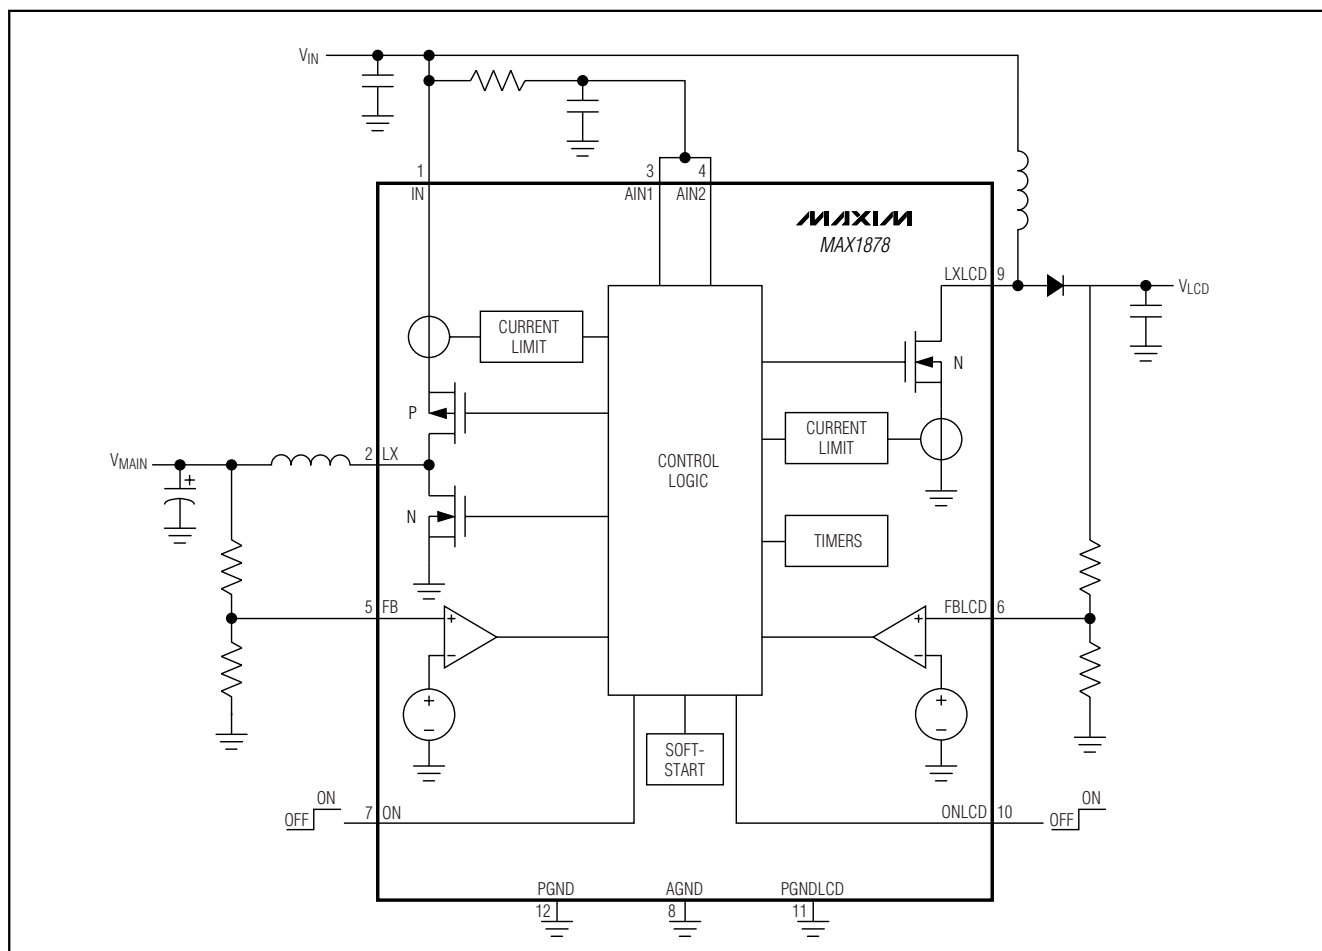 VIN
1
3
4
IN
AIN1
AIN2
MAXIM
MAX1878
LXLCD
9
VLCD
CURRENT
LIMIT
N
P
CURRENT
LIMIT
VMAIN
2
LX
+
CONTROL
LOGIC
N
TIMERS
5
FB
+
−
FBLCD
6
+
−
+
−
+
−
SOFT-
START
ON
OFF
7
ON
ONLCD
10
ON
OFF
PGND
AGND
PGNDLCD
12
8
11